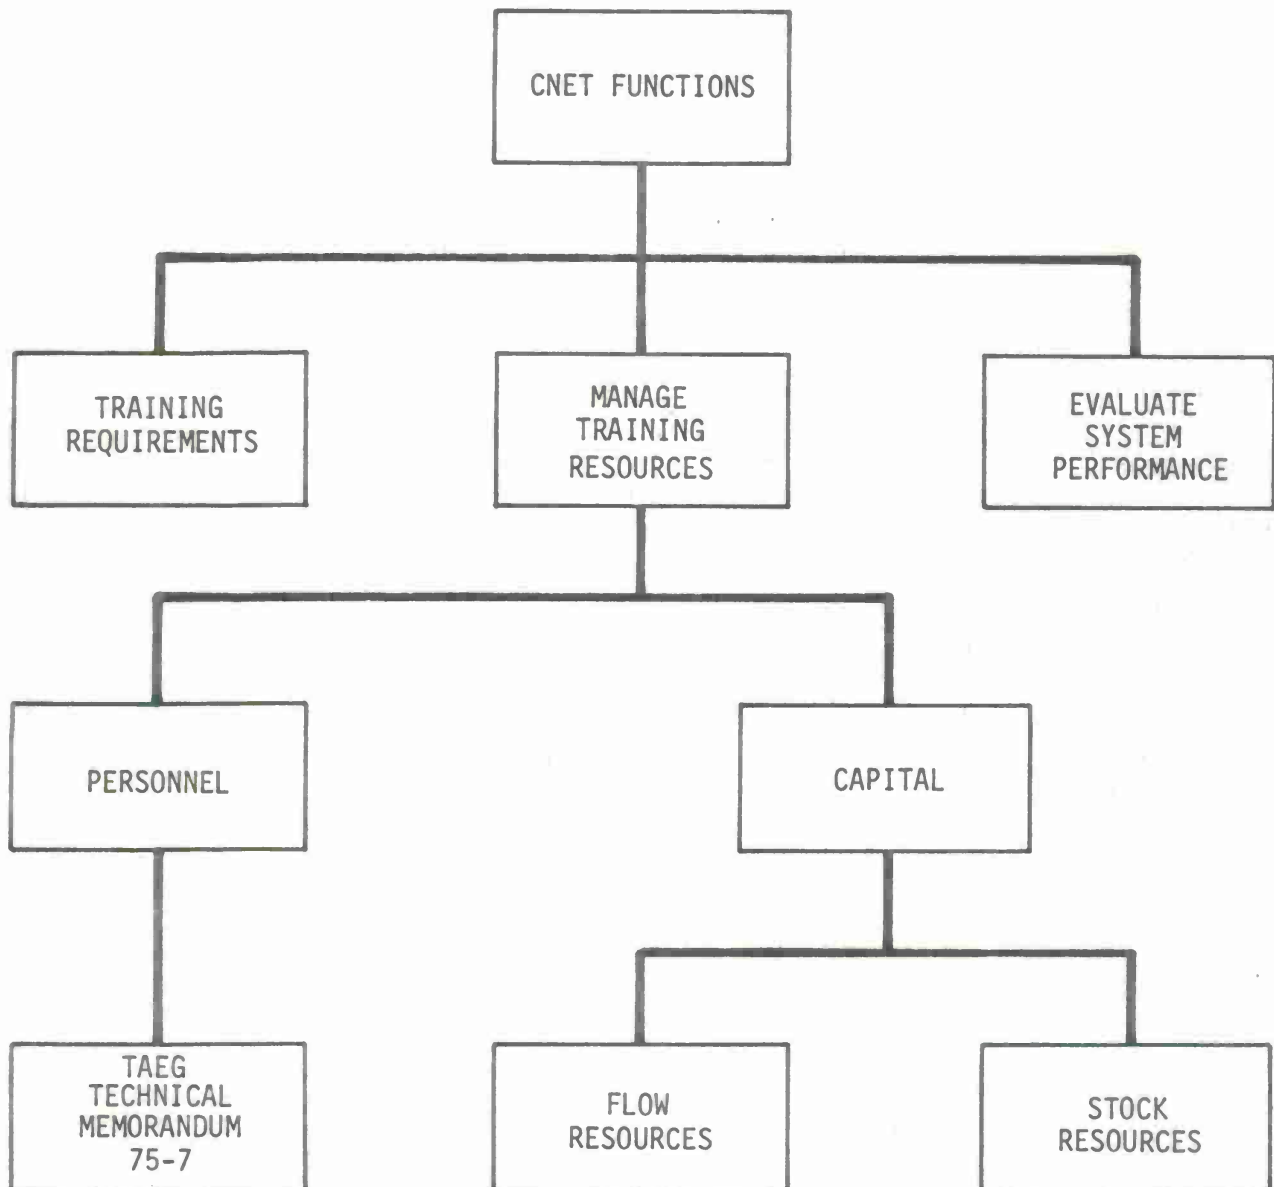 CNET FUNCTIONS
TRAINING
REQUIREMENTS
MANAGE
TRAINING
RESOURCES
EVALUATE
SYSTEM
PERFORMANCE
PERSONNEL
CAPITAL
TAEG
TECHNICAL
MEMORANDUM
75-7
FLOW
RESOURCES
STOCK
RESOURCES